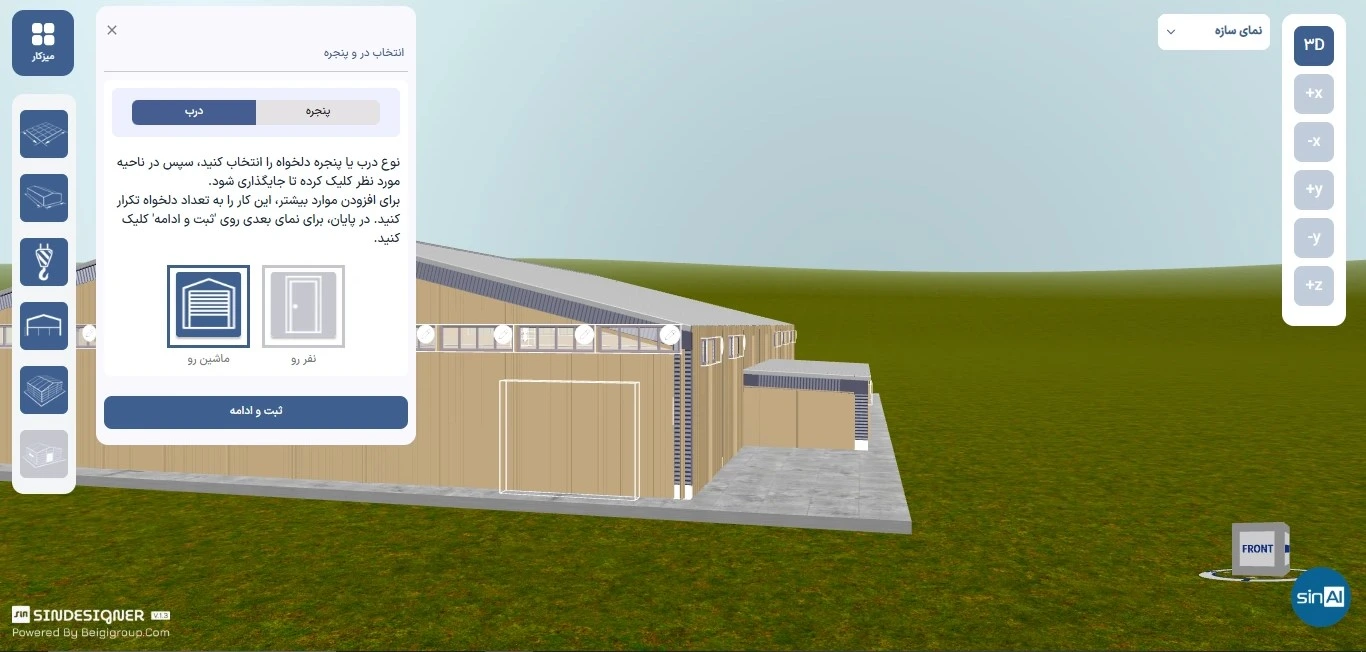 میزکار
انتخاب در و پنجره
پنجره
درب
نوع درب یا پنجره دلخواه را انتخاب کنید، سپس در ناحیه
مورد نظر کلیک کرده تا جایگذاری شود.
برای افزودن موارد بیشتر، این کار را به تعداد دلخواه تکرار
کنید. در پایان، برای نمای بعدی روی 'ثبت و ادامه' کلیک
کنید.
نفر رو
ماشین رو
ثبت و ادامه
نمای سازه
۳D
+x
-x
+y
-y
+z
FRONT
sinAI
sin SINDESIGNER V1.3
Powered By Beigigroup.Com